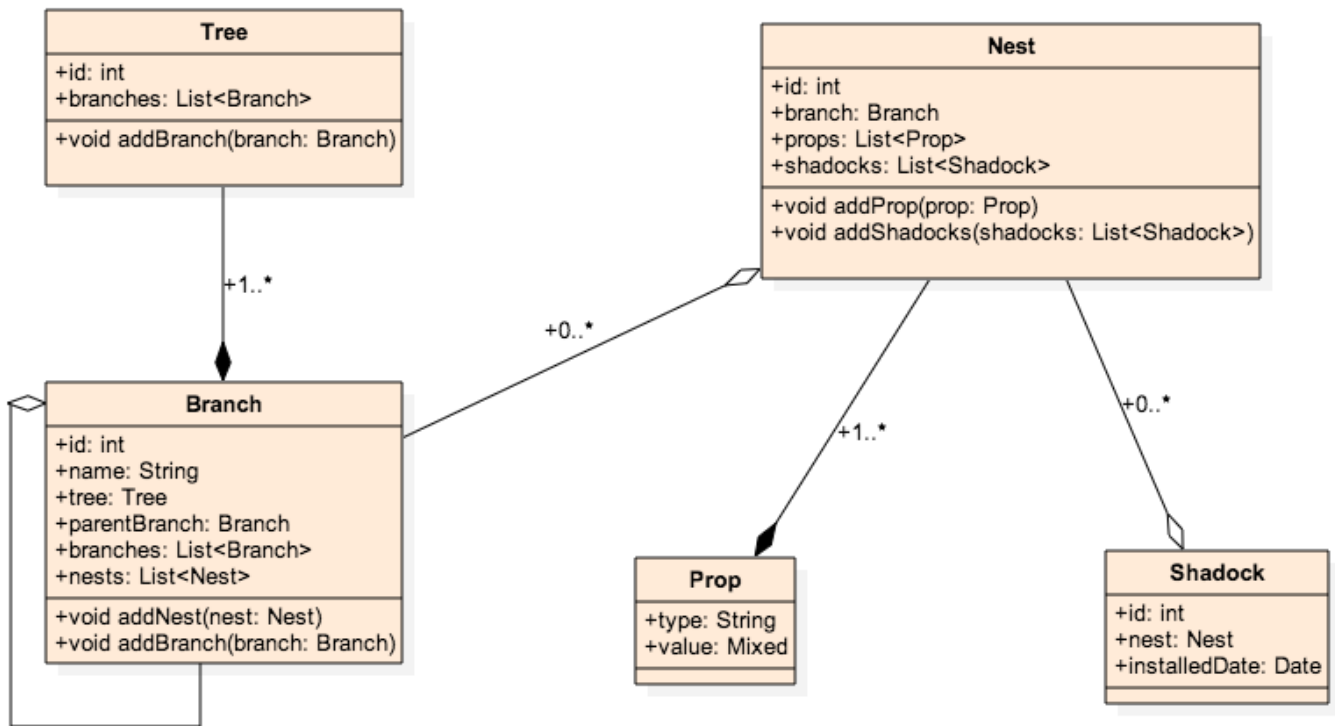 Tree
+id: int
+branches: List<Branch>
+void addBranch(branch: Branch)
Nest
+id: int
+branch: Branch
+props: List<Prop>
+shadocks: List<Shadock>
+void addProp(prop: Prop)
+void addShadocks(shadocks: List<Shadock>)
+1..*
+0..*
+0..*
+1..*
Branch
+id: int
+name: String
+tree: Tree
+parentBranch: Branch
+branches: List<Branch>
+nests: List<Nest>
+void addNest(nest: Nest)
+void addBranch(branch: Branch)
Prop
+type: String
+value: Mixed
Shadock
+id: int
+nest: Nest
+installedDate: Date